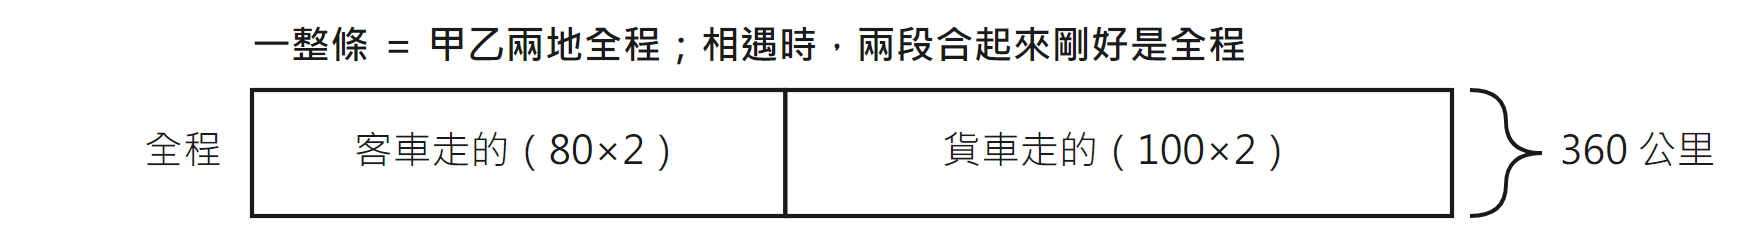 一整條 = 甲乙兩地全程；相遇時，兩段合起來剛好是全程
全程 客車走的（80×2） 貨車走的（100×2） 360 公里